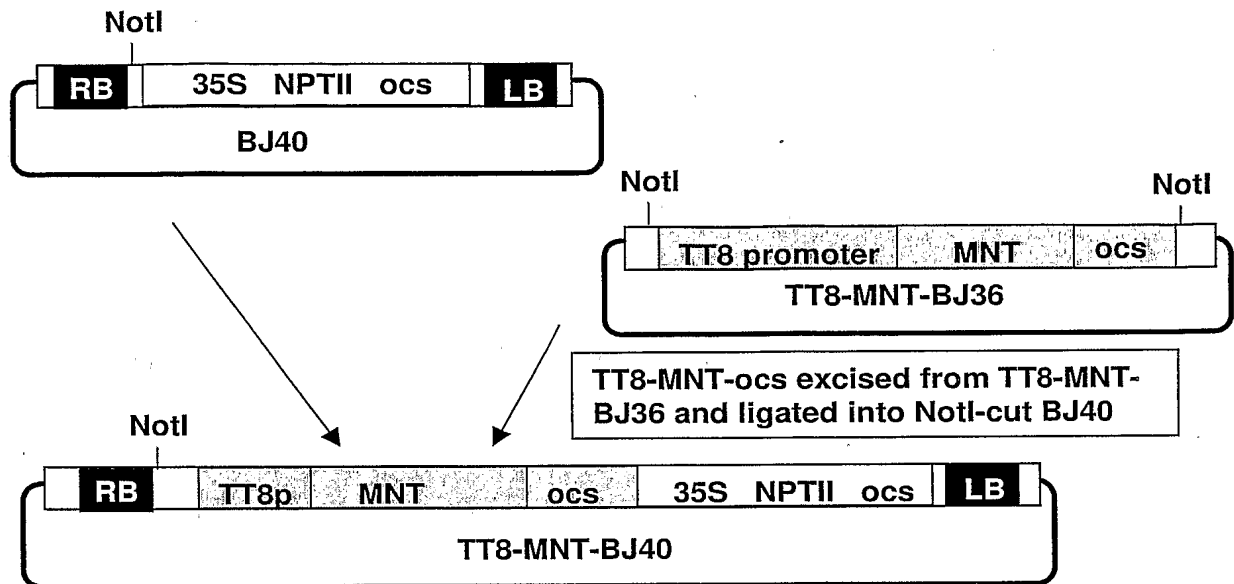 NotI
RB 35S NPTII ocs LB
BJ40
NotI NotI
TT8 promoter MNT ocs
TT8-MNT-BJ36
TT8-MNT-ocs excised from TT8-MNT-
BJ36 and ligated into NotI-cut BJ40
NotI
RB TT8p MNT ocs 35S NPTII ocs LB
TT8-MNT-BJ40